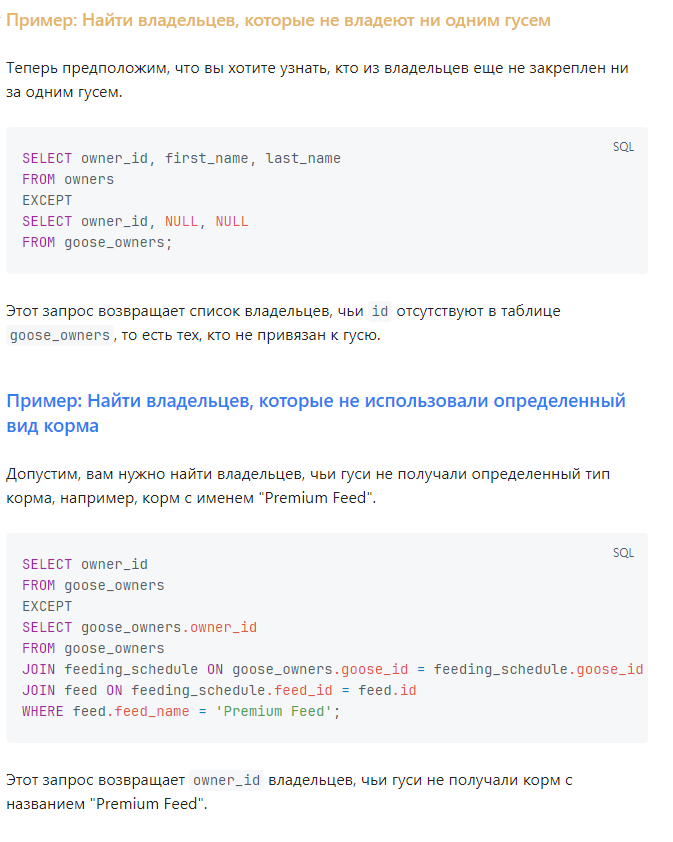 Пример: Найти владельцев, которые не владеют ни одним гусем
Теперь предположим, что вы хотите узнать, кто из владельцев еще не закреплен ни
за одним гусем.
SQL
SELECT owner_id, first_name, last_name
FROM owners
EXCEPT
SELECT owner_id, NULL, NULL
FROM goose_owners;
Этот запрос возвращает список владельцев, чьи id отсутствуют в таблице
goose_owners, то есть тех, кто не привязан к гусю.
Пример: Найти владельцев, которые не использовали определенный
вид корма
Допустим, вам нужно найти владельцев, чьи гуси не получали определенный тип
корма, например, корм с именем "Premium Feed".
SQL
SELECT owner_id
FROM goose_owners
EXCEPT
SELECT goose_owners.owner_id
FROM goose_owners
JOIN feeding_schedule ON goose_owners.goose_id = feeding_schedule.goose_id
JOIN feed ON feeding_schedule.feed_id = feed.id
WHERE feed.feed_name = 'Premium Feed';
Этот запрос возвращает owner_id владельцев, чьи гуси не получали корм с
названием "Premium Feed".